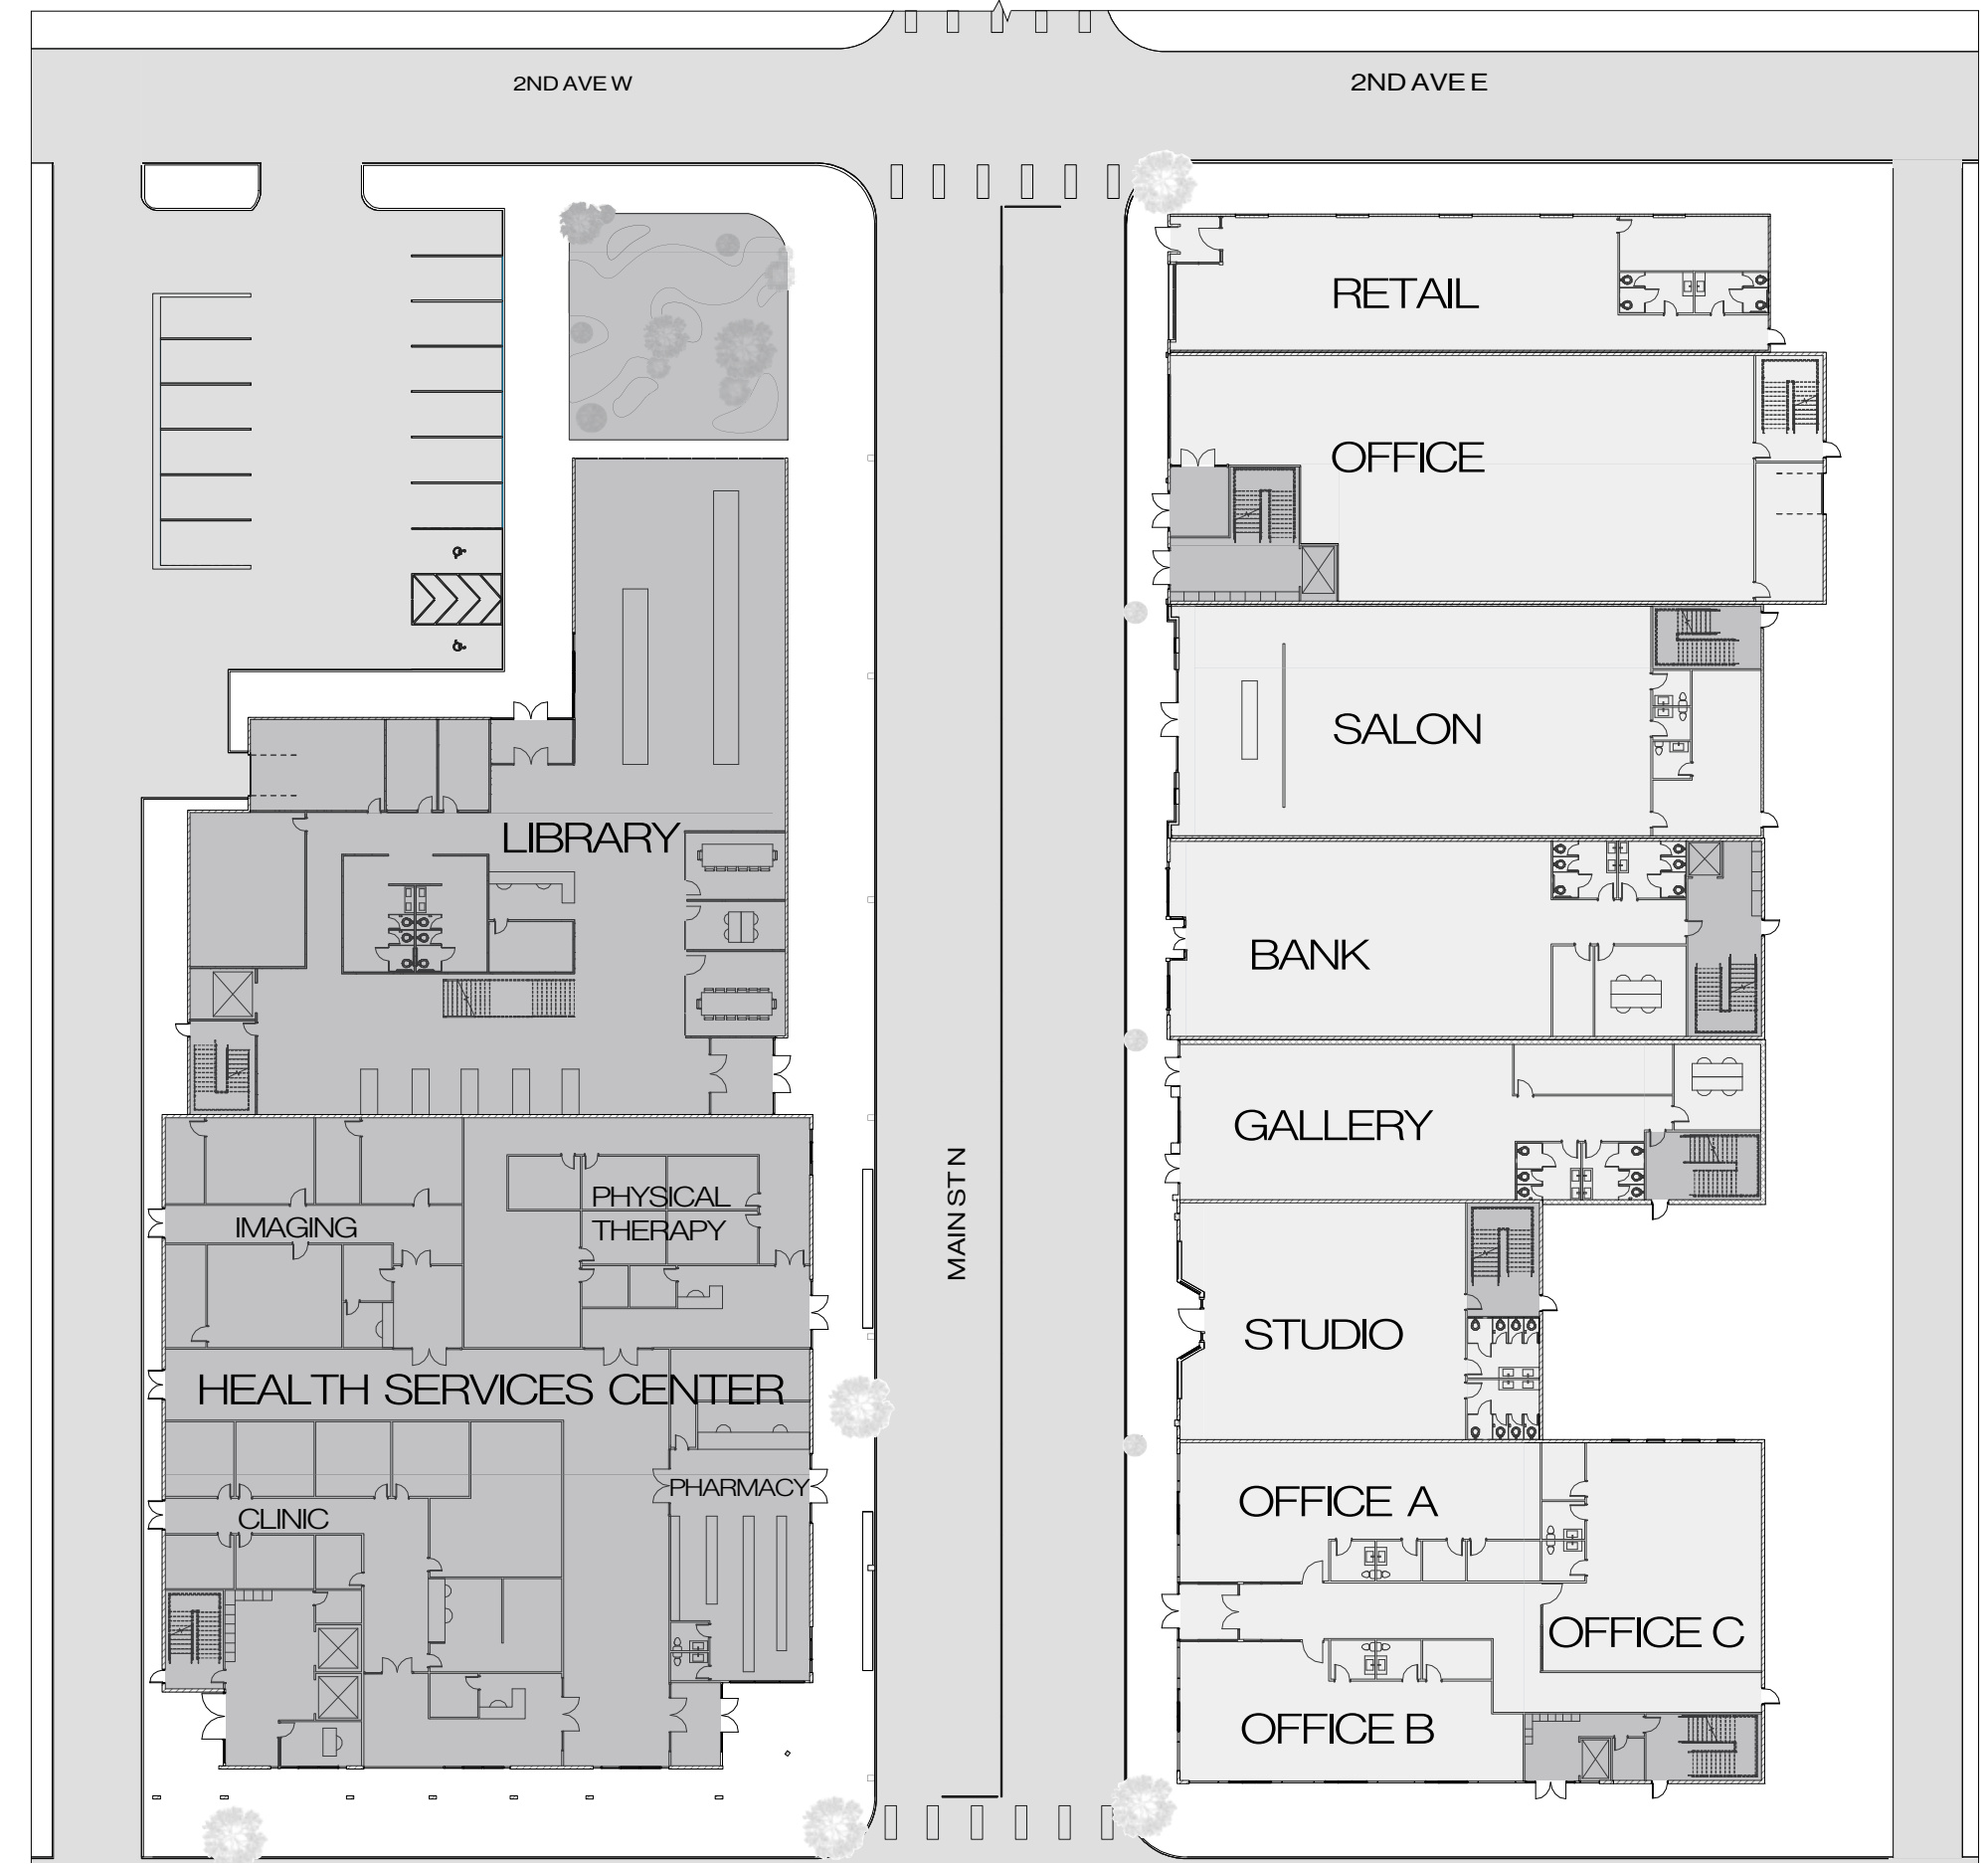 2ND AVE W
2ND AVE E
RETAIL
OFFICE
SALON
LIBRARY
BANK
GALLERY
MAIN ST N
PHYSICAL
THERAPY
IMAGING
STUDIO
HEALTH SERVICES CENTER
PHARMACY
OFFICE A
CLINIC
OFFICE C
OFFICE B